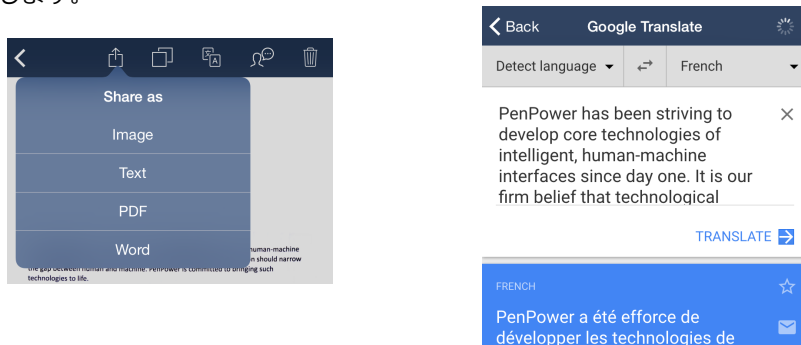 します。
Share as
Image
Text
PDF
Word
human-machine
n should narrow
the gap between human and machine. PenPower is committed to bringing such
technologies to life.
Back
Google Translate
Detect language
French
PenPower has been striving to
develop core technologies of
intelligent, human-machine
interfaces since day one. It is our
firm belief that technological
TRANSLATE
FRENCH
PenPower a été efforce de
développer les technologies de